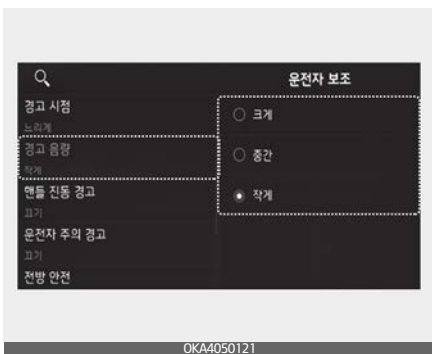 운전자 보조
경고 시점
느리게
경고 음량
작게
핸들 진동 경고
끄기
운전자 주의 경고
끄기
전방 안전
크게
중간
작게
OKA4050121